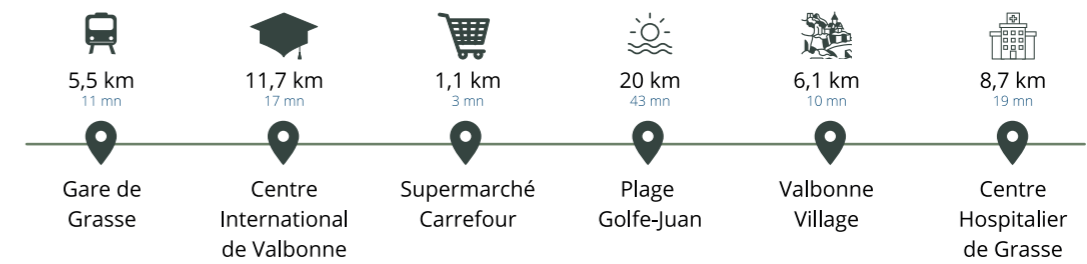 5,5 km
11 mn
Gare de
Grasse
11,7 km
17 mn
Centre
International
de Valbonne
1,1 km
3 mn
Supermarché
Carrefour
20 km
43 mn
Plage
Golfe-Juan
6,1 km
10 mn
Valbonne
Village
8,7 km
19 mn
Centre
Hospitalier
de Grasse